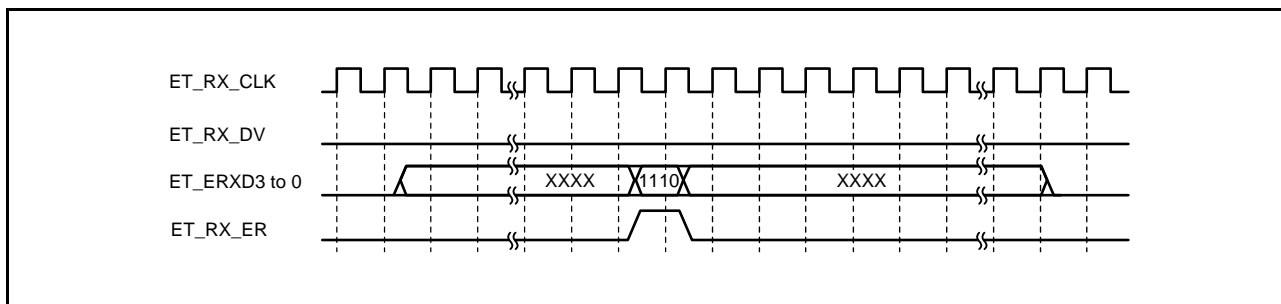 ET_RX_CLK
ET_RX_DV
ET_ERXD3 to 0 XXXX 1110 XXXX
ET_RX_ER